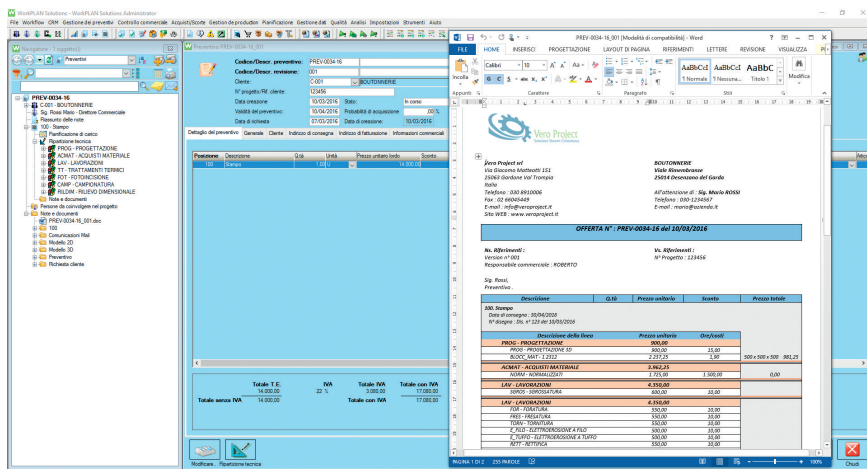 WorkPLAN Solutions - WorkPLAN Solutions Administrator
File Workflow CRM Gestione dei preventivi Controllo commerciale Acquisti/Scorte Gestion de production Pianificazione Gestione dati Qualità Analisi Impostazioni Strumenti Aiuto
Navigatore - 1 oggetto(i)
Preventivi
PREV-0034-16
C-001 - BOUTONNERIE
Sig. Rossi Mario - Direttore Commerciale
Riassunto delle note
100 - Stampo
Pianificazione di carico
Ripartizione tecnica
PROG - PROGETTAZIONE
ACMAT - ACQUISTI MATERIALE
LAV - LAVORAZIONI
TT - TRATTAMENTI TERMICI
FOT - FOTOINCISIONE
CAMP - CAMPIONATURA
RILDIM - RILIEVO DIMENSIONALE
Note e documenti
Persone da coinvolgere nel progetto
Note e documenti
PREV-0034-16_001.doc
100
Comunicazioni Mail
Modello 2D
Modello 3D
Preventivo
Richiesta cliente
Preventivo PREV-0034-16_001
Codice/Descr. preventivo: PREV-0034-16
Codice/Descr. revisione: 001
Cliente: C-001 BOUTONNERIE
N° progetto/Rif. cliente: 123456
Data creazione 10/03/2016 Stato: In corso
Validità del preventivo: 10/04/2016 Probabilità di acquisizione ,00 %
Data di richiesta 07/03/2016 Data di creazione: 10/03/2016
Dettaglio del preventivo Generale Cliente Indirizzo di consegna Indirizzo di fatturazione Informazioni commerciali
Posizione Descrizione Q.tà Unità Prezzo unitario lordo Sconto
100 Stampo 1,00 U 14.000,00
Totale T.E. IVA Totale IVA Totale con IVA
14.000,00 22 % 3.080,00 17.080,00
Totale senza IVA 14.000,00 Totale con IVA 17.080,00
Modificare.. Ripartizione tecnica
Chiudi
PREV-0034-16_001 [Modalità di compatibilità] - Word
FILE HOME INSERISCI PROGETTAZIONE LAYOUT DI PAGINA RIFERIMENTI LETTERE REVISIONE VISUALIZZA
Calibri 10
Incolla
G C S abc
AaBbCcI AaBbCcI AaBbC
1 Normale 1 Nessuna... Titolo 1
Modifica
Appunti Carattere Paragrafo Stili
Vero Project
Vero Project srl
Via Giacomo Matteotti 151
25063 Gardone Val Trompia
Italia
Telefono : 030 8910006
Fax : 02 66045449
E-mail : info@veroproject.it
Sito WEB : www.veroproject.it
BOUTONNERIE
Viale Rimembranze
25014 Desenzano del Garda
All'attenzione di : Sig. Mario ROSSI
Telefono : 030-1234567
E-mail : mario@azienda.it
OFFERTA N° : PREV-0034-16 del 10/03/2016
Ns. Riferimenti :
Version n° 001
Responsabile commerciale : ROBERTO
Vs. Riferimenti :
N° Progetto : 123456
Sig. Rossi,
Preventivo .
Descrizione Q.tà Prezzo unitario Sconto Prezzo totale
100. Stampo
Data di consegna : 30/04/2016
N° disegno : Dis. n° 123 del 10/03/2016
Descrizione della linea Prezzo unitario Ore/costi
PROG - PROGETTAZIONE 900,00
PROG - PROGETTAZIONE 3D 900,00 15,00
BLOCC_MAT - 1.2312 2 237,25 1,90 500 x 500 x 500 981,25
ACMAT - ACQUISTI MATERIALE 3.962,25
NORM - NORMALIZZATI 1.725,00 1.500,00 0,00
LAV - LAVORAZIONI 4.350,00
SGROS - SGROSSATURA 600,00 10,00
LAV - LAVORAZIONI 4.350,00
FOR - FORATURA 550,00 10,00
FRES - FRESATURA 550,00 10,00
TORN - TORNITURA 550,00 10,00
E_FILO - ELETTROEROSIONE A FILO 500,00 10,00
E_TUFFO - ELETTROEROSIONE A TUFFO 500,00 10,00
RETT - RETTIFICA 550,00 10,00
PAGINA 1 DI 2 255 PAROLE
100%